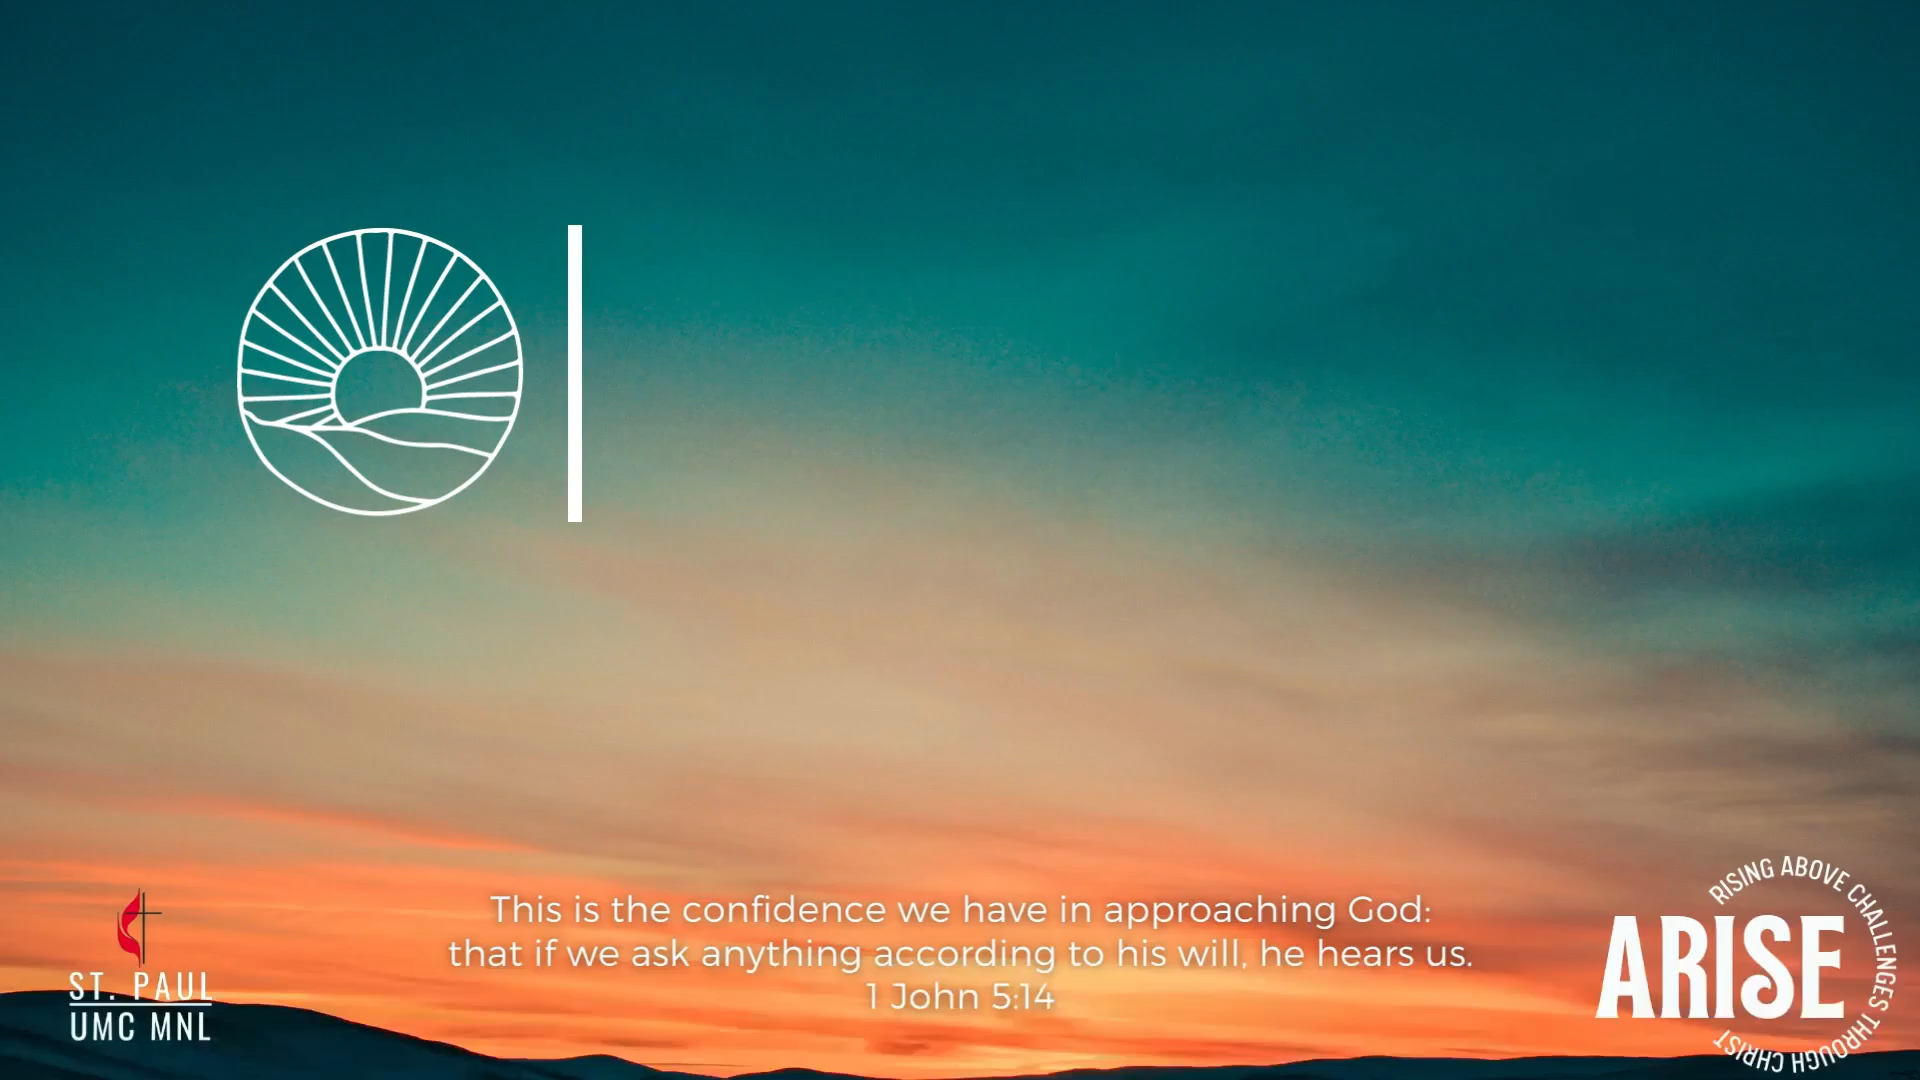 This is the confidence we have in approaching God:
that if we ask anything according to his will, he hears us.
1 John 5:14
ST. PAUL
UMC MNL
ARISE
RISING ABOVE CHALLENGES THROUGH CHRIST